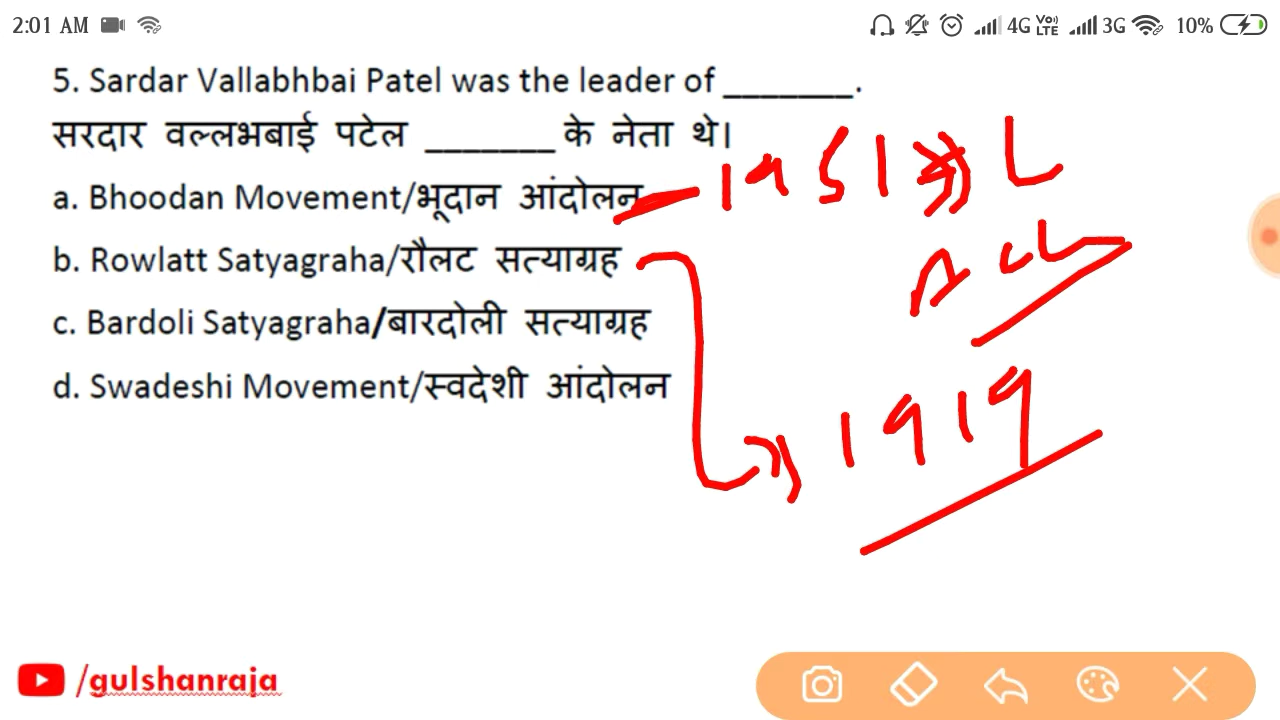 2:01 AM 4G Vo) LTE 3G 10%
5. Sardar Vallabhbai Patel was the leader of _______.
सरदार वल्लभबाई पटेल _______ के नेता थे।
a. Bhoodan Movement/भूदान आंदोलन - 1951
b. Rowlatt Satyagraha/रौलट सत्याग्रह
c. Bardoli Satyagraha/बारदोली सत्याग्रह
d. Swadeshi Movement/स्वदेशी आंदोलन
1919
/gulshanraja